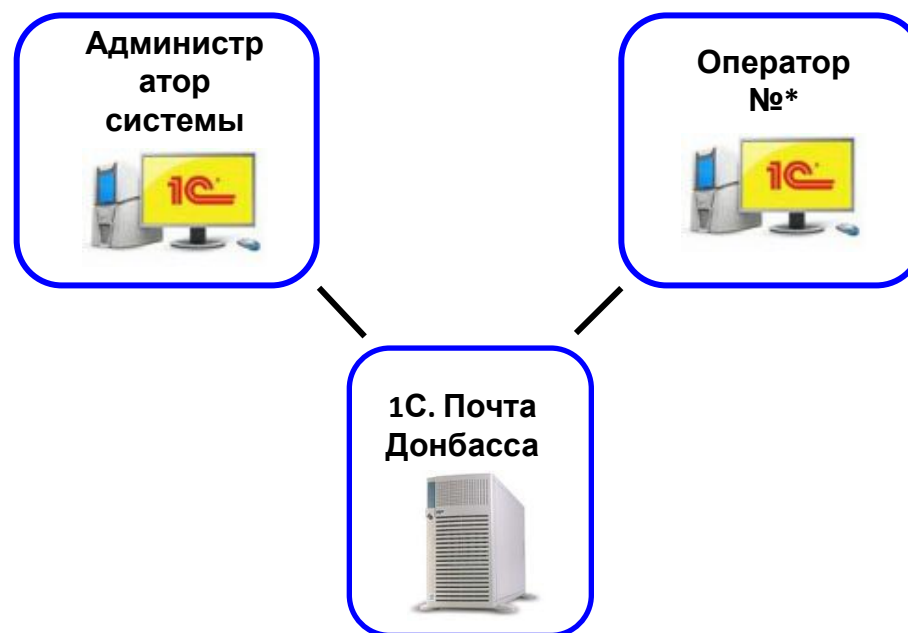 Администр
атор
системы
1С
Оператор
№*
1С
1С. Почта
Донбасса